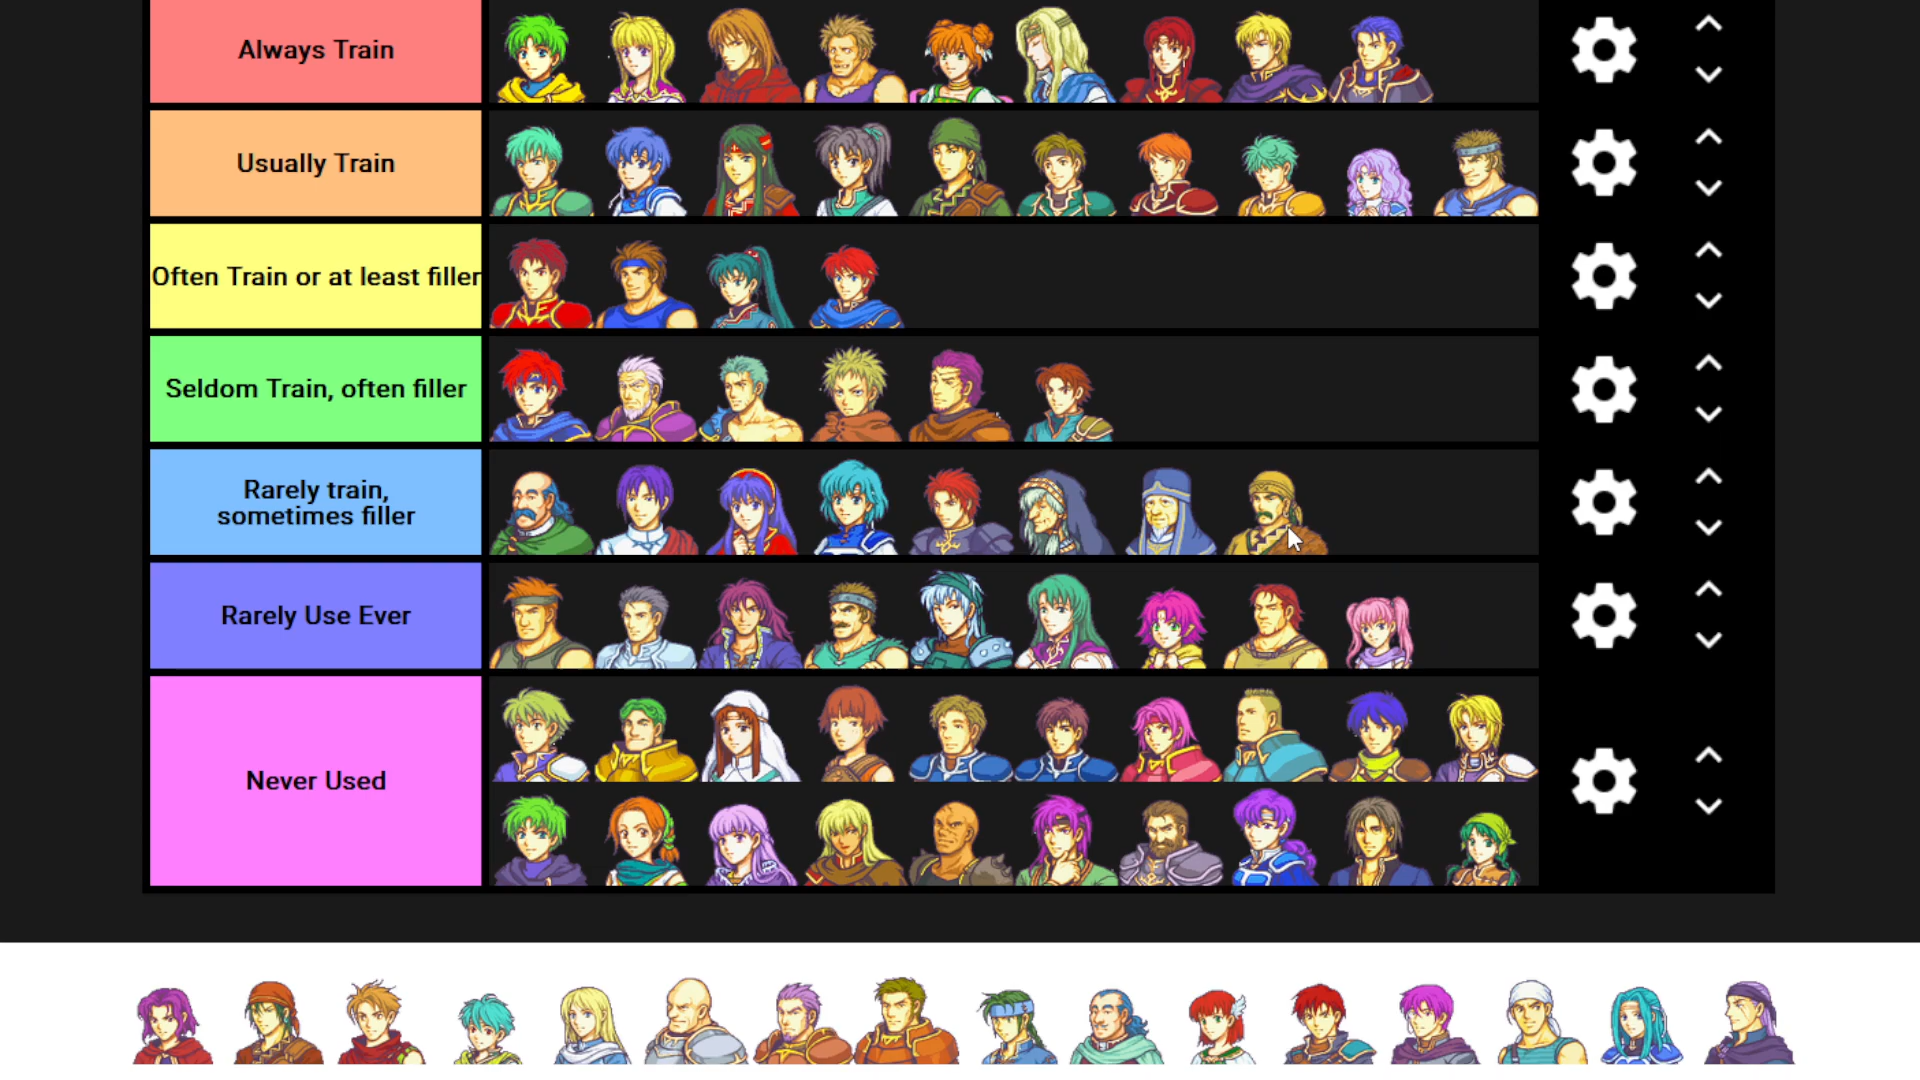 Always Train
Usually Train
Often Train or at least filler
Seldom Train, often filler
Rarely train,
sometimes filler
Rarely Use Ever
Never Used